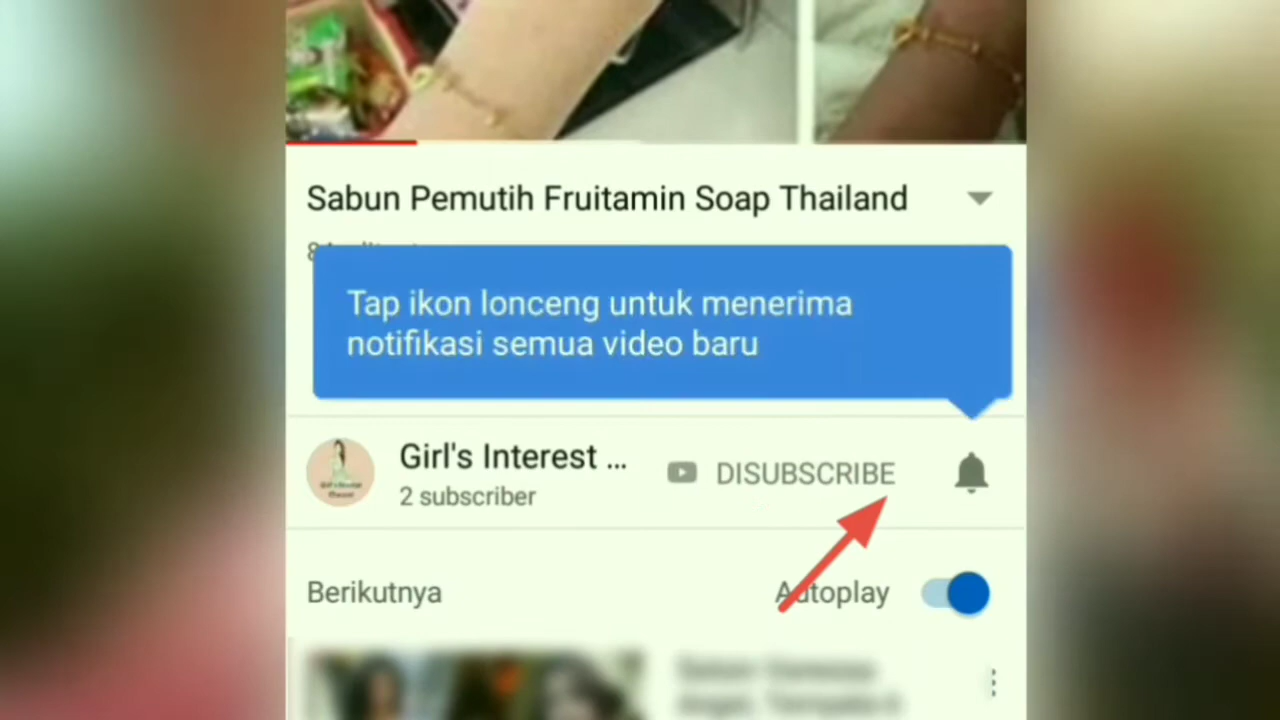 Sabun Pemutih Fruitamin Soap Thailand
Tap ikon lonceng untuk menerima
notifikasi semua video baru
Girl's Interest ...
2 subscriber
DISUBSCRIBE
Berikutnya
Autoplay